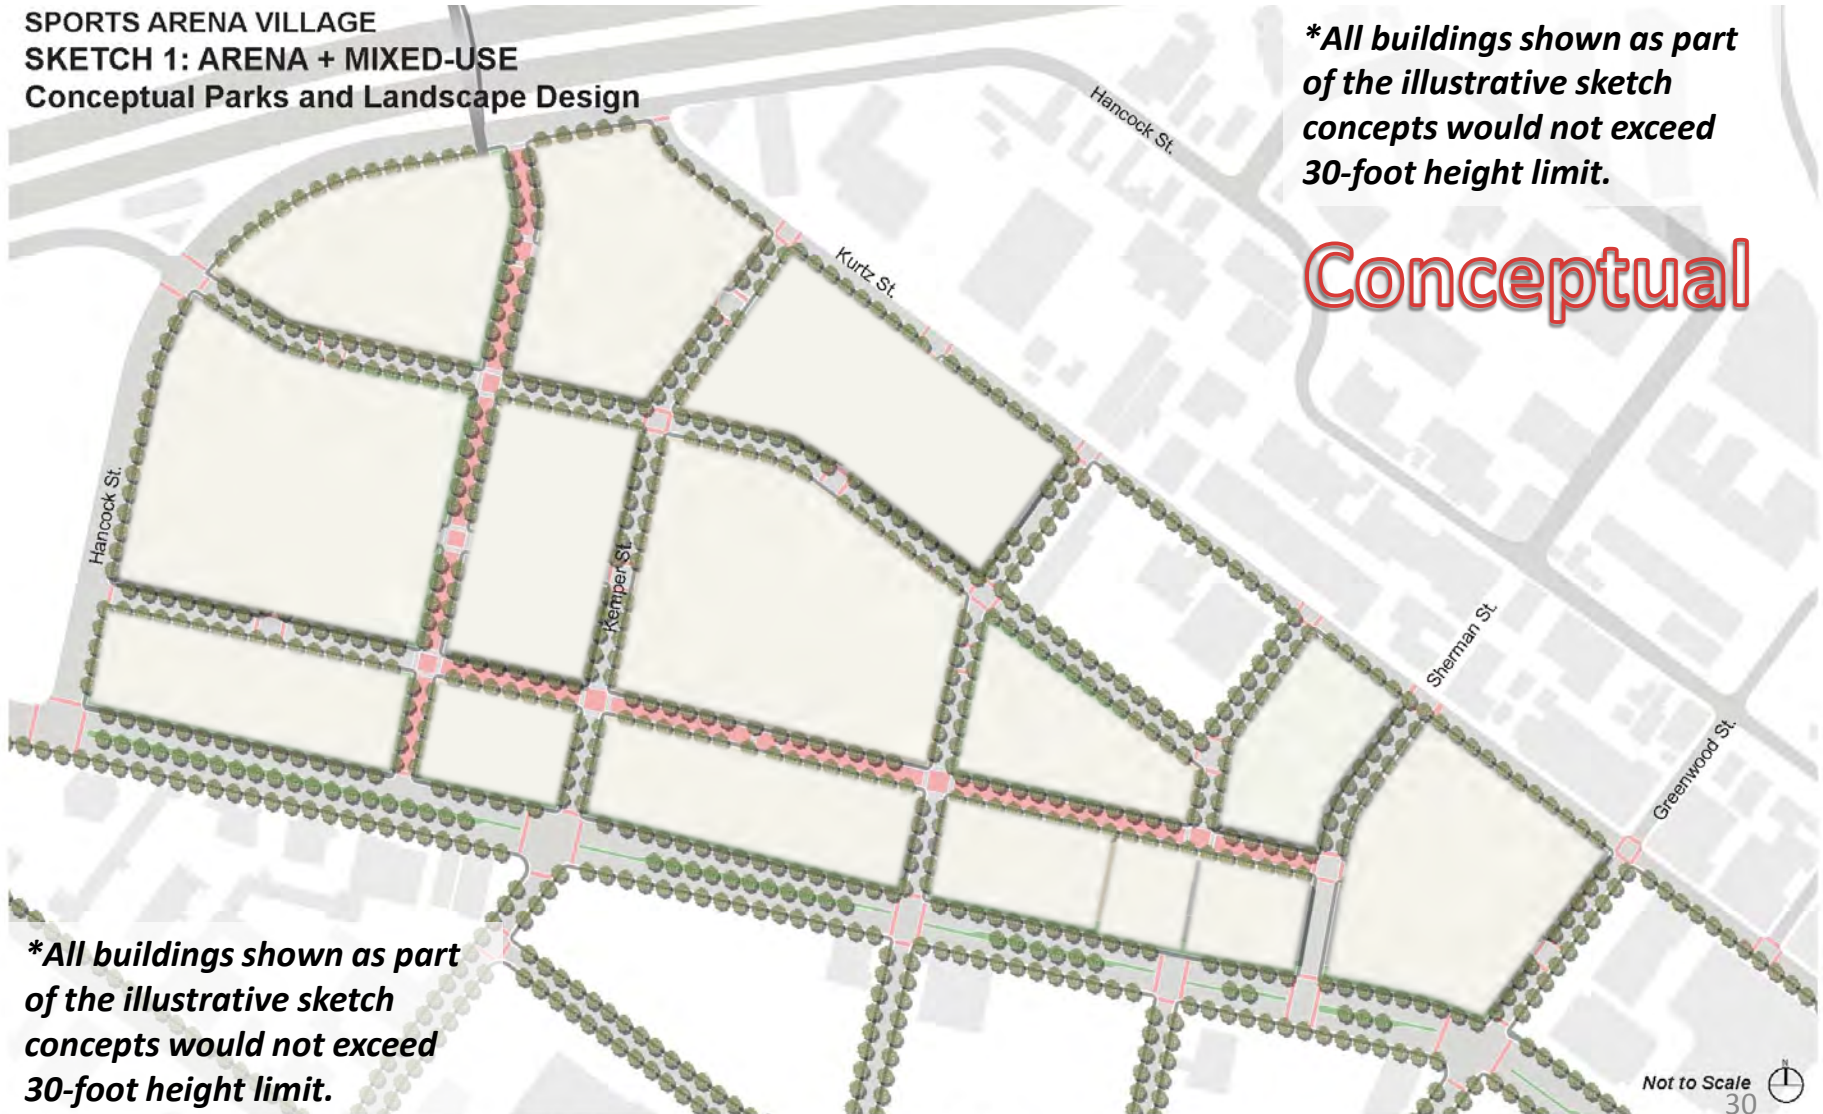 SPORTS ARENA VILLAGE
SKETCH 1: ARENA + MIXED-USE
Conceptual Parks and Landscape Design
*All buildings shown as part
of the illustrative sketch
concepts would not exceed
30-foot height limit.
Conceptual
Hancock St.
Kurtz St.
Hancock St.
Kemper St.
Sherman St.
Greenwood St.
*All buildings shown as part
of the illustrative sketch
concepts would not exceed
30-foot height limit.
N
Not to Scale
30